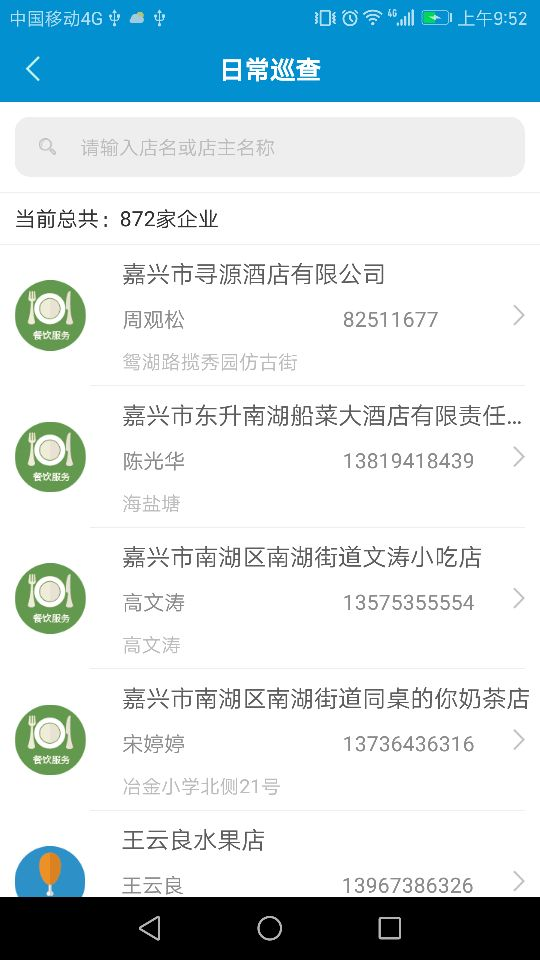 中国移动4G 4G 上午9:52
日常巡查
请输入店名或店主名称
当前总共：872家企业
嘉兴市寻源酒店有限公司
周观松 82511677
餐饮服务
鸳湖路揽秀园仿古街
嘉兴市东升南湖船菜大酒店有限责任...
陈光华 13819418439
餐饮服务
海盐塘
嘉兴市南湖区南湖街道文涛小吃店
高文涛 13575355554
餐饮服务
高文涛
嘉兴市南湖区南湖街道同桌的你奶茶店
宋婷婷 13736436316
餐饮服务
冶金小学北侧21号
王云良水果店
王云良 13967386326